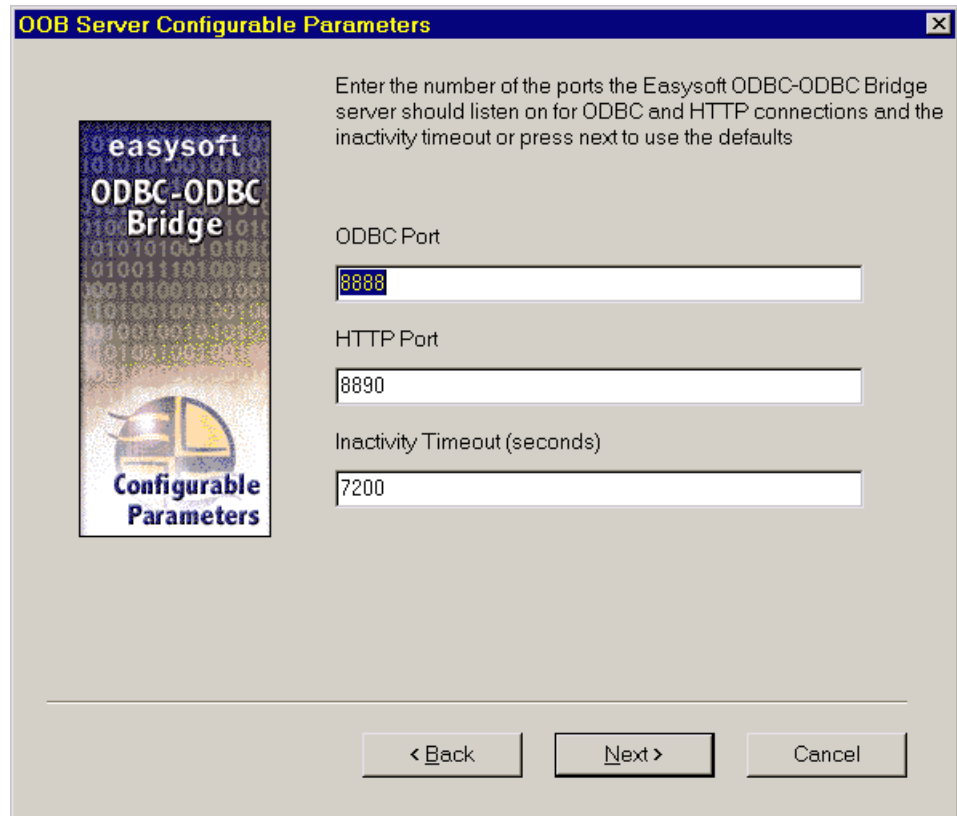 OOB Server Configurable Parameters
Enter the number of the ports the Easysoft ODBC-ODBC Bridge
server should listen on for ODBC and HTTP connections and the
inactivity timeout or press next to use the defaults
easysoft
ODBC-ODBC
Bridge
Configurable
Parameters
ODBC Port
8888
HTTP Port
8890
Inactivity Timeout (seconds)
7200
< Back
Next >
Cancel